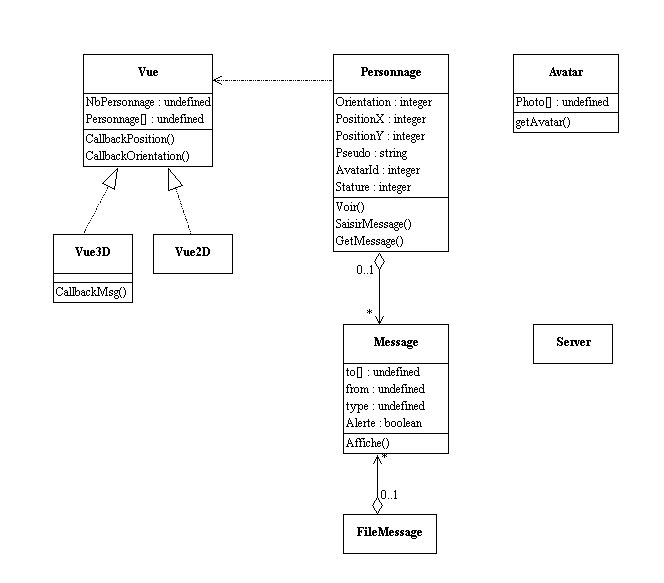 Vue
NbPersonnage : undefined
Personnage[] : undefined
CallbackPosition()
CallbackOrientation()
Personnage
Orientation : integer
PositionX : integer
PositionY : integer
Pseudo : string
AvatarId : integer
Stature : integer
Voir()
SaisirMessage()
GetMessage()
Avatar
Photo[] : undefined
getAvatar()
Vue3D
CallbackMsg()
Vue2D
0..1
*
Message
to[] : undefined
from : undefined
type : undefined
Alerte : boolean
Affiche()
Server
*
0..1
FileMessage